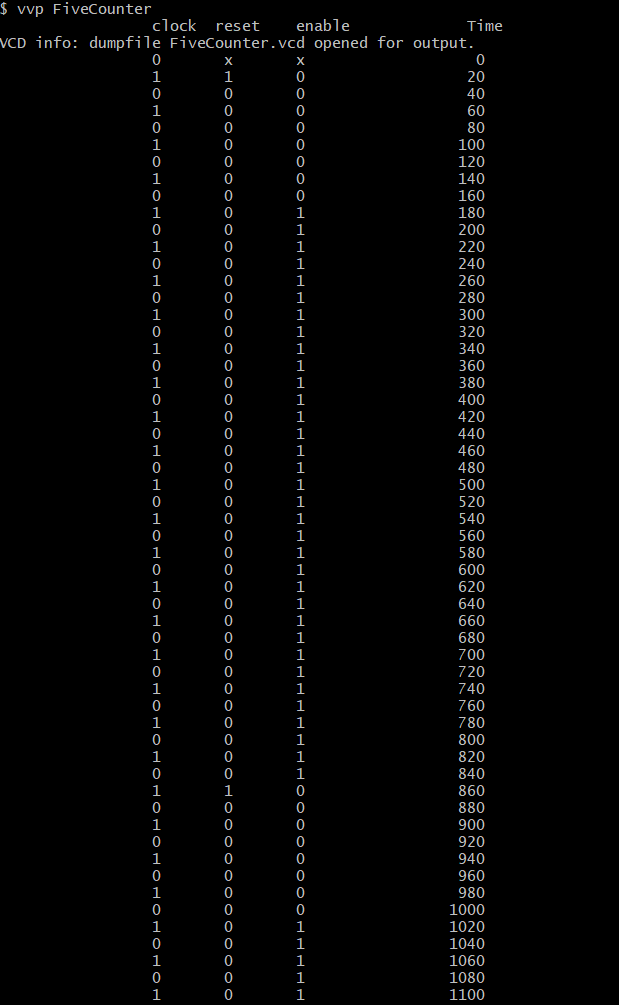 $ vvp FiveCounter
clock reset enable Time
VCD info: dumpfile FiveCounter.vcd opened for output.
0 x x 0
1 1 0 20
0 0 0 40
1 0 0 60
0 0 0 80
1 0 0 100
0 0 0 120
1 0 0 140
0 0 0 160
1 0 1 180
0 0 1 200
1 0 1 220
0 0 1 240
1 0 1 260
0 0 1 280
1 0 1 300
0 0 1 320
1 0 1 340
0 0 1 360
1 0 1 380
0 0 1 400
1 0 1 420
0 0 1 440
1 0 1 460
0 0 1 480
1 0 1 500
0 0 1 520
1 0 1 540
0 0 1 560
1 0 1 580
0 0 1 600
1 0 1 620
0 0 1 640
1 0 1 660
0 0 1 680
1 0 1 700
0 0 1 720
1 0 1 740
0 0 1 760
1 0 1 780
0 0 1 800
1 0 1 820
0 0 1 840
1 1 0 860
0 0 0 880
1 0 0 900
0 0 0 920
1 0 0 940
0 0 0 960
1 0 0 980
0 0 0 1000
1 0 1 1020
0 0 1 1040
1 0 1 1060
0 0 1 1080
1 0 1 1100